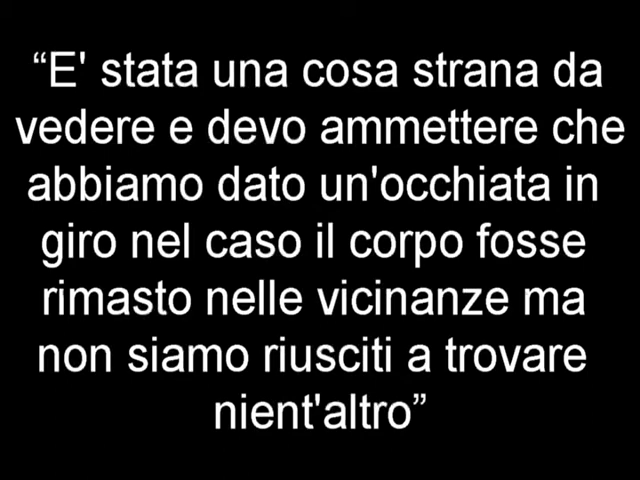 “E' stata una cosa strana da
vedere e devo ammettere che
abbiamo dato un'occhiata in
giro nel caso il corpo fosse
rimasto nelle vicinanze ma
non siamo riusciti a trovare
nient'altro”